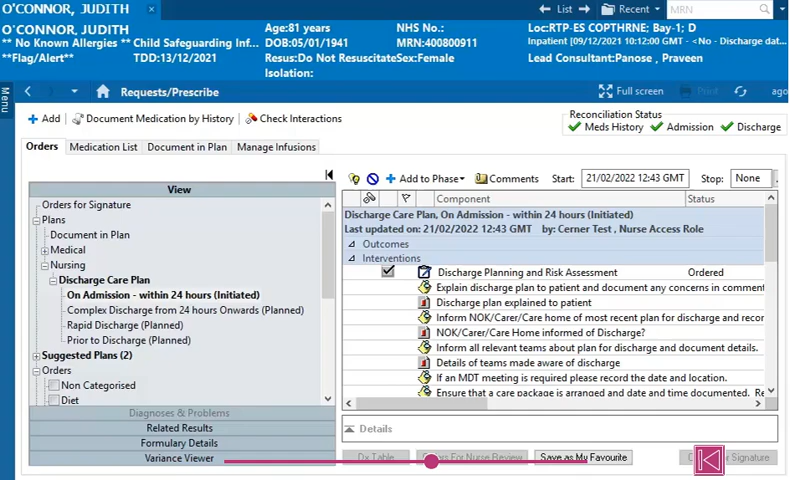 O'CONNOR, JUDITH
List
Recent
MRN
O'CONNOR, JUDITH
Age:81 years
NHS No.:
Loc:RTP-ES COPTHRNE; Bay-1; D
** No Known Allergies **
Child Safeguarding Inf...
DOB:05/01/1941
MRN:400800911
Inpatient [09/12/2021 10:12:00 GMT - <No - Discharge dat...
**Flag/Alert**
TDD:13/12/2021
Resus:Do Not Resuscitate
Sex:Female
Lead Consultant:Panose , Praveen
Isolation:
Menu
Requests/Prescribe
Full screen
Print
ago
Add
Document Medication by History
Check Interactions
Reconciliation Status
Meds History
Admission
Discharge
Orders
Medication List
Document in Plan
Manage Infusions
View
Orders for Signature
Plans
Document in Plan
Medical
Nursing
Discharge Care Plan
On Admission - within 24 hours (Initiated)
Complex Discharge from 24 hours Onwards (Planned)
Rapid Discharge (Planned)
Prior to Discharge (Planned)
Suggested Plans (2)
Orders
Non Categorised
Diet
Diagnoses & Problems
Related Results
Formulary Details
Variance Viewer
Add to Phase
Comments
Start:
21/02/2022 12:43 GMT
Stop:
None
Component
Status
Discharge Care Plan, On Admission - within 24 hours (Initiated)
Last updated on: 21/02/2022 12:43 GMT by: Cerner Test , Nurse Access Role
Outcomes
Interventions
Discharge Planning and Risk Assessment
Ordered
Explain discharge plan to patient and document any concerns in comment
Discharge plan explained to patient
Inform NOK/Carer/Care home of most recent plan for discharge and recor
NOK/Carer/Care Home informed of Discharge?
Inform all relevant teams about plan for discharge and document details.
Details of teams made aware of discharge
If an MDT meeting is required please record the date and location.
Ensure that a care package is arranged and date and time documented. Re
Details
Dx Table
Orders For Nurse Review
Save as My Favourite
Signature